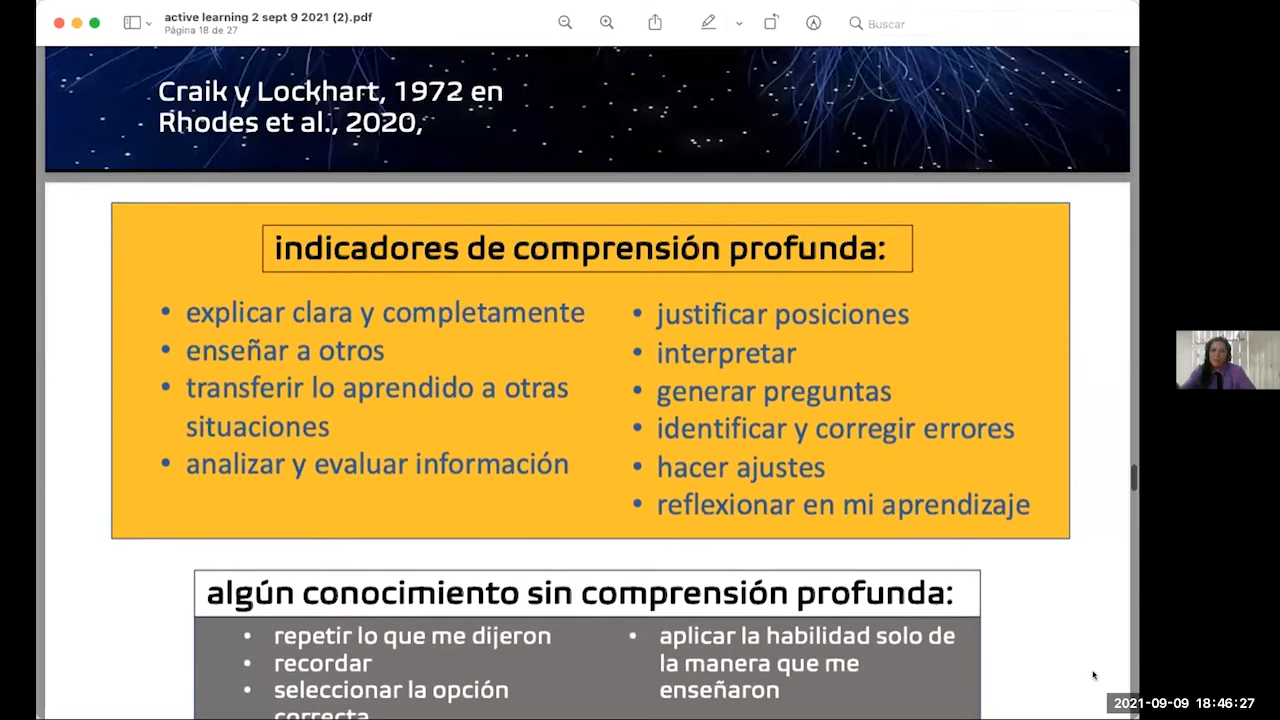 active learning 2 sept 9 2021 (2).pdf
Página 18 de 27
Buscar
Craik y Lockhart, 1972 en
Rhodes et al., 2020,
indicadores de comprensión profunda:
• explicar clara y completamente
• enseñar a otros
• transferir lo aprendido a otras
situaciones
• analizar y evaluar información
• justificar posiciones
• interpretar
• generar preguntas
• identificar y corregir errores
• hacer ajustes
• reflexionar en mi aprendizaje
algún conocimiento sin comprensión profunda:
• repetir lo que me dijeron
• recordar
• seleccionar la opción
correcta
• aplicar la habilidad solo de
la manera que me
enseñaron
2021-09-09 18:46:27